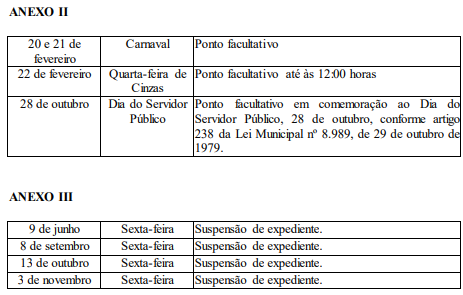 ANEXO II
20 e 21 de fevereiro Carnaval Ponto facultativo
22 de fevereiro Quarta-feira de Cinzas Ponto facultativo até às 12:00 horas
28 de outubro Dia do Servidor Público Ponto facultativo em comemoração ao Dia do
Servidor Público, 28 de outubro, conforme artigo
238 da Lei Municipal nº 8.989, de 29 de outubro de
1979.
ANEXO III
9 de junho Sexta-feira Suspensão de expediente.
8 de setembro Sexta-feira Suspensão de expediente.
13 de outubro Sexta-feira Suspensão de expediente.
3 de novembro Sexta-feira Suspensão de expediente.